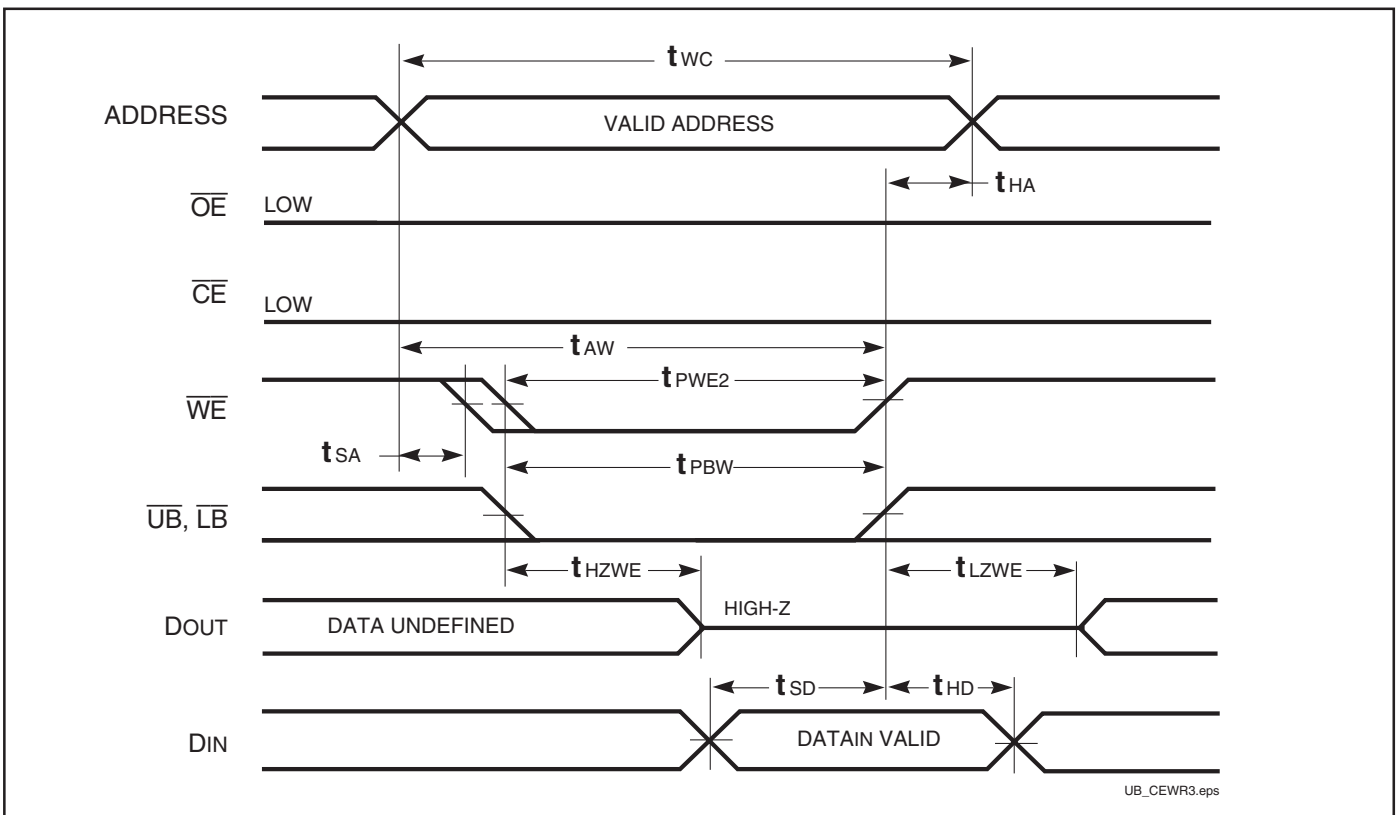 tWC
ADDRESS
VALID ADDRESS
tHA
OE
LOW
CE
LOW
tAW
tPWE2
WE
tSA
tPBW
UB, LB
tHZWE
tLZWE
DOUT
DATA UNDEFINED
HIGH-Z
tSD
tHD
DIN
DATAIN VALID
UB_CEWR3.eps